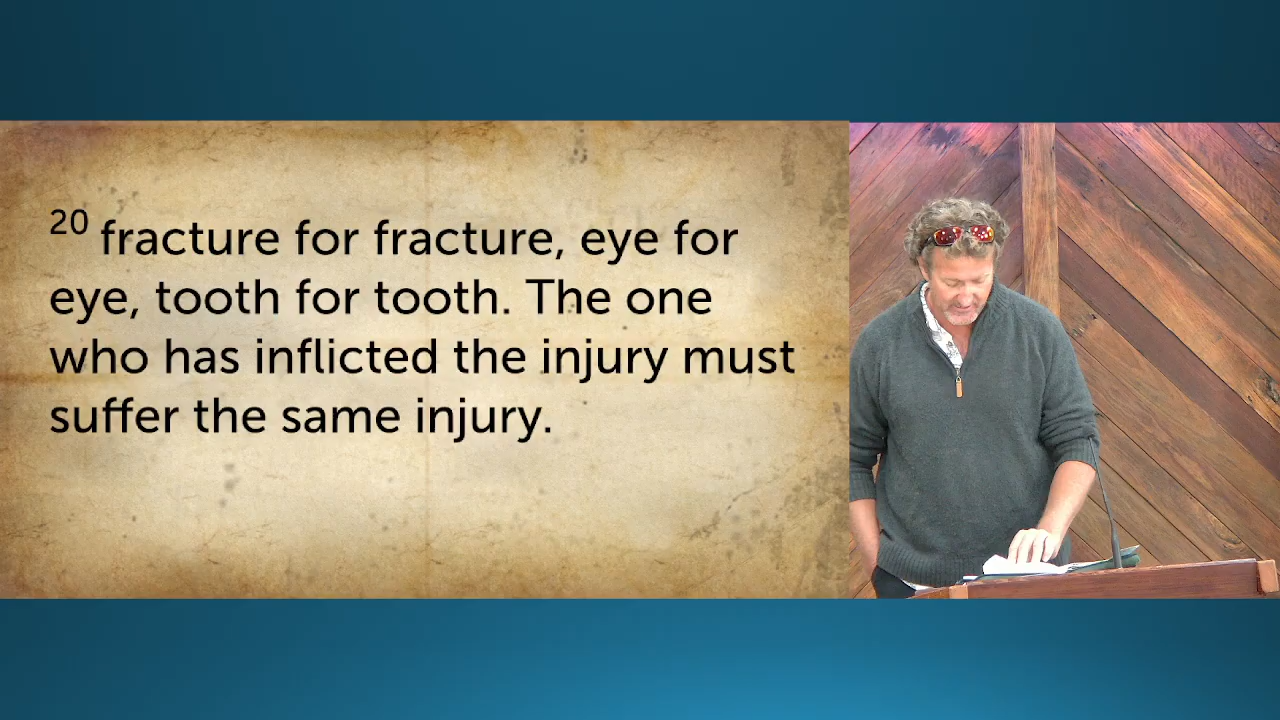 20 fracture for fracture, eye for
eye, tooth for tooth. The one
who has inflicted the injury must
suffer the same injury.